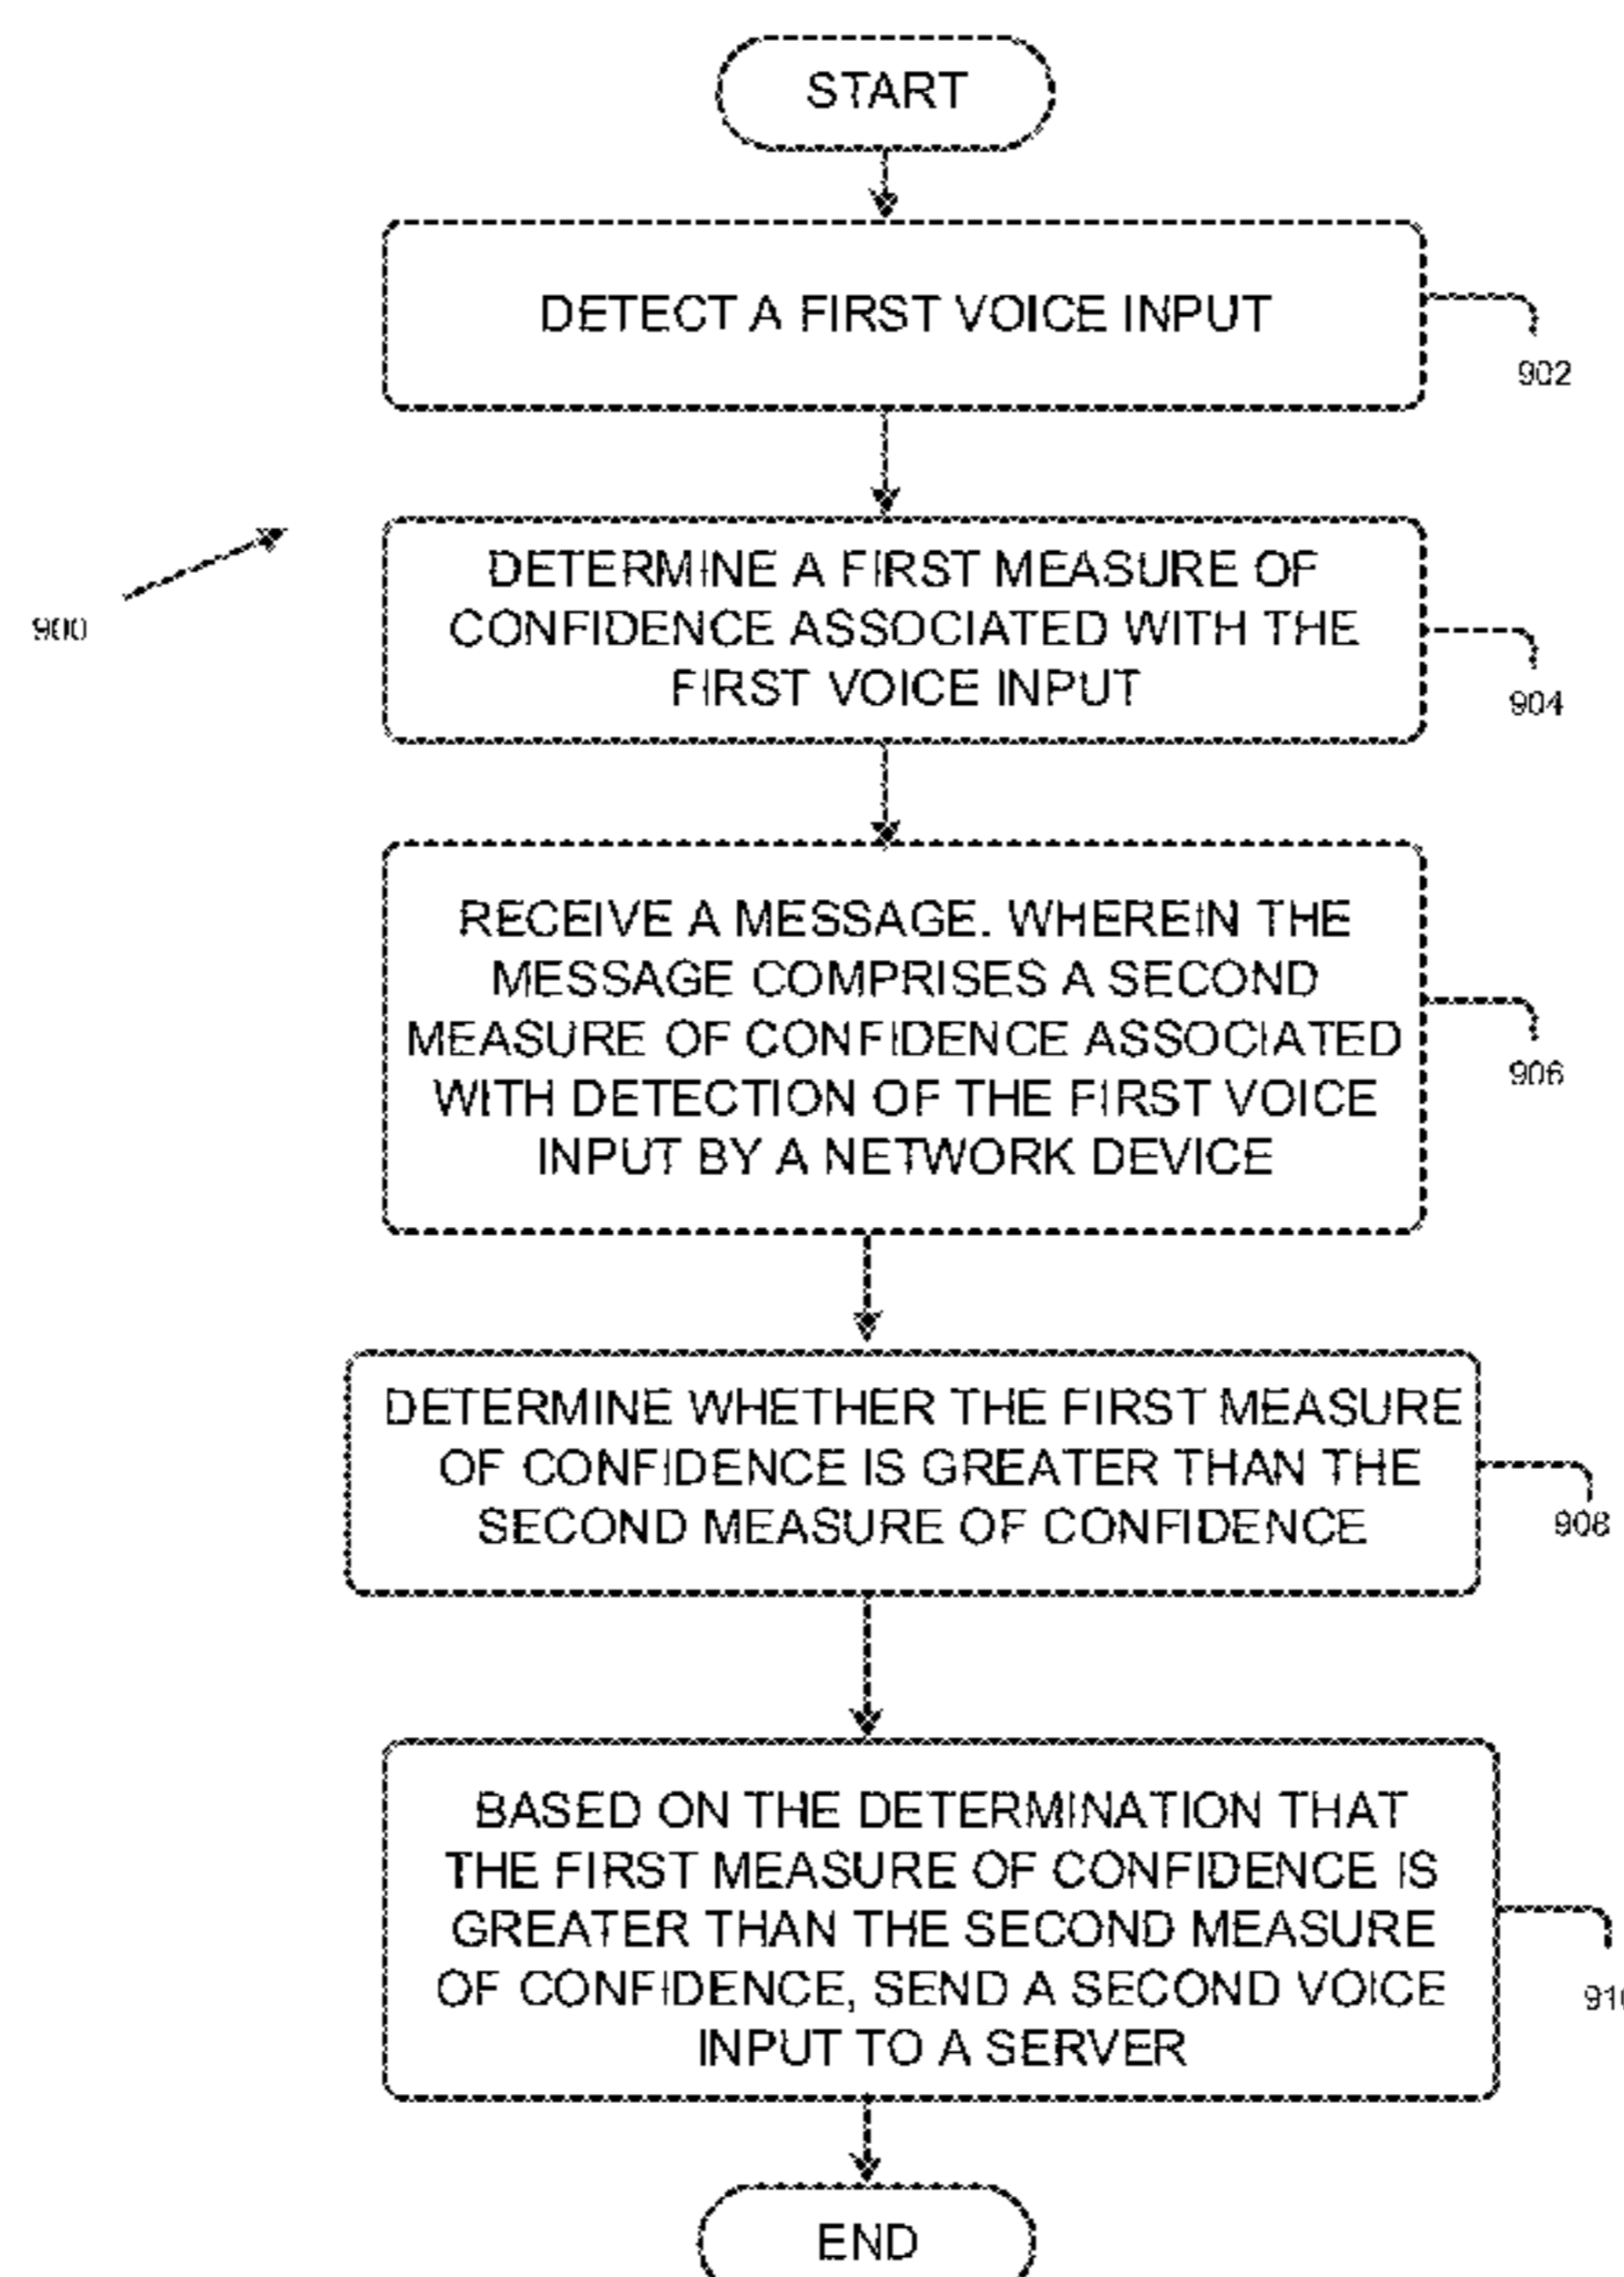 START
DETECT A FIRST VOICE INPUT
902
900
DETERMINE A FIRST MEASURE OF
CONFIDENCE ASSOCIATED WITH THE
FIRST VOICE INPUT
904
RECEIVE A MESSAGE. WHEREIN THE
MESSAGE COMPRISES A SECOND
MEASURE OF CONFIDENCE ASSOCIATED
WITH DETECTION OF THE FIRST VOICE
INPUT BY A NETWORK DEVICE
906
DETERMINE WHETHER THE FIRST MEASURE
OF CONFIDENCE IS GREATER THAN THE
SECOND MEASURE OF CONFIDENCE
908
BASED ON THE DETERMINATION THAT
THE FIRST MEASURE OF CONFIDENCE IS
GREATER THAN THE SECOND MEASURE
OF CONFIDENCE, SEND A SECOND VOICE
INPUT TO A SERVER
910
END